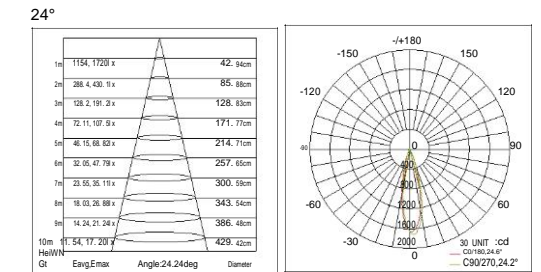 24°
1m 1154, 1720l x 42. 94cm
2m 288. 4, 430. 1l x 85. 88cm
3m 128. 2, 191. 2l x 128. 83cm
4m 72. 11, 107. 5l x 171. 77cm
5m 46. 15, 68. 82l x 214. 71cm
6m 32. 05, 47. 79l x 257. 65cm
7m 23. 55, 35. 11l x 300. 59cm
8m 18. 03, 26. 88l x 343. 54cm
9m 14. 24, 21. 24l x 386. 48cm
10m 11. 54, 17. 20l x 429. 42cm
HeiWN
Gt Eavg,Emax Angle:24.24deg Diameter
-/+180
-150 150
-120 120
0
-90 90
400
800
-60 1200 60
1600
-30 2000 30 UNIT :cd
0
C0/180,24.6°
C90/270,24.2°